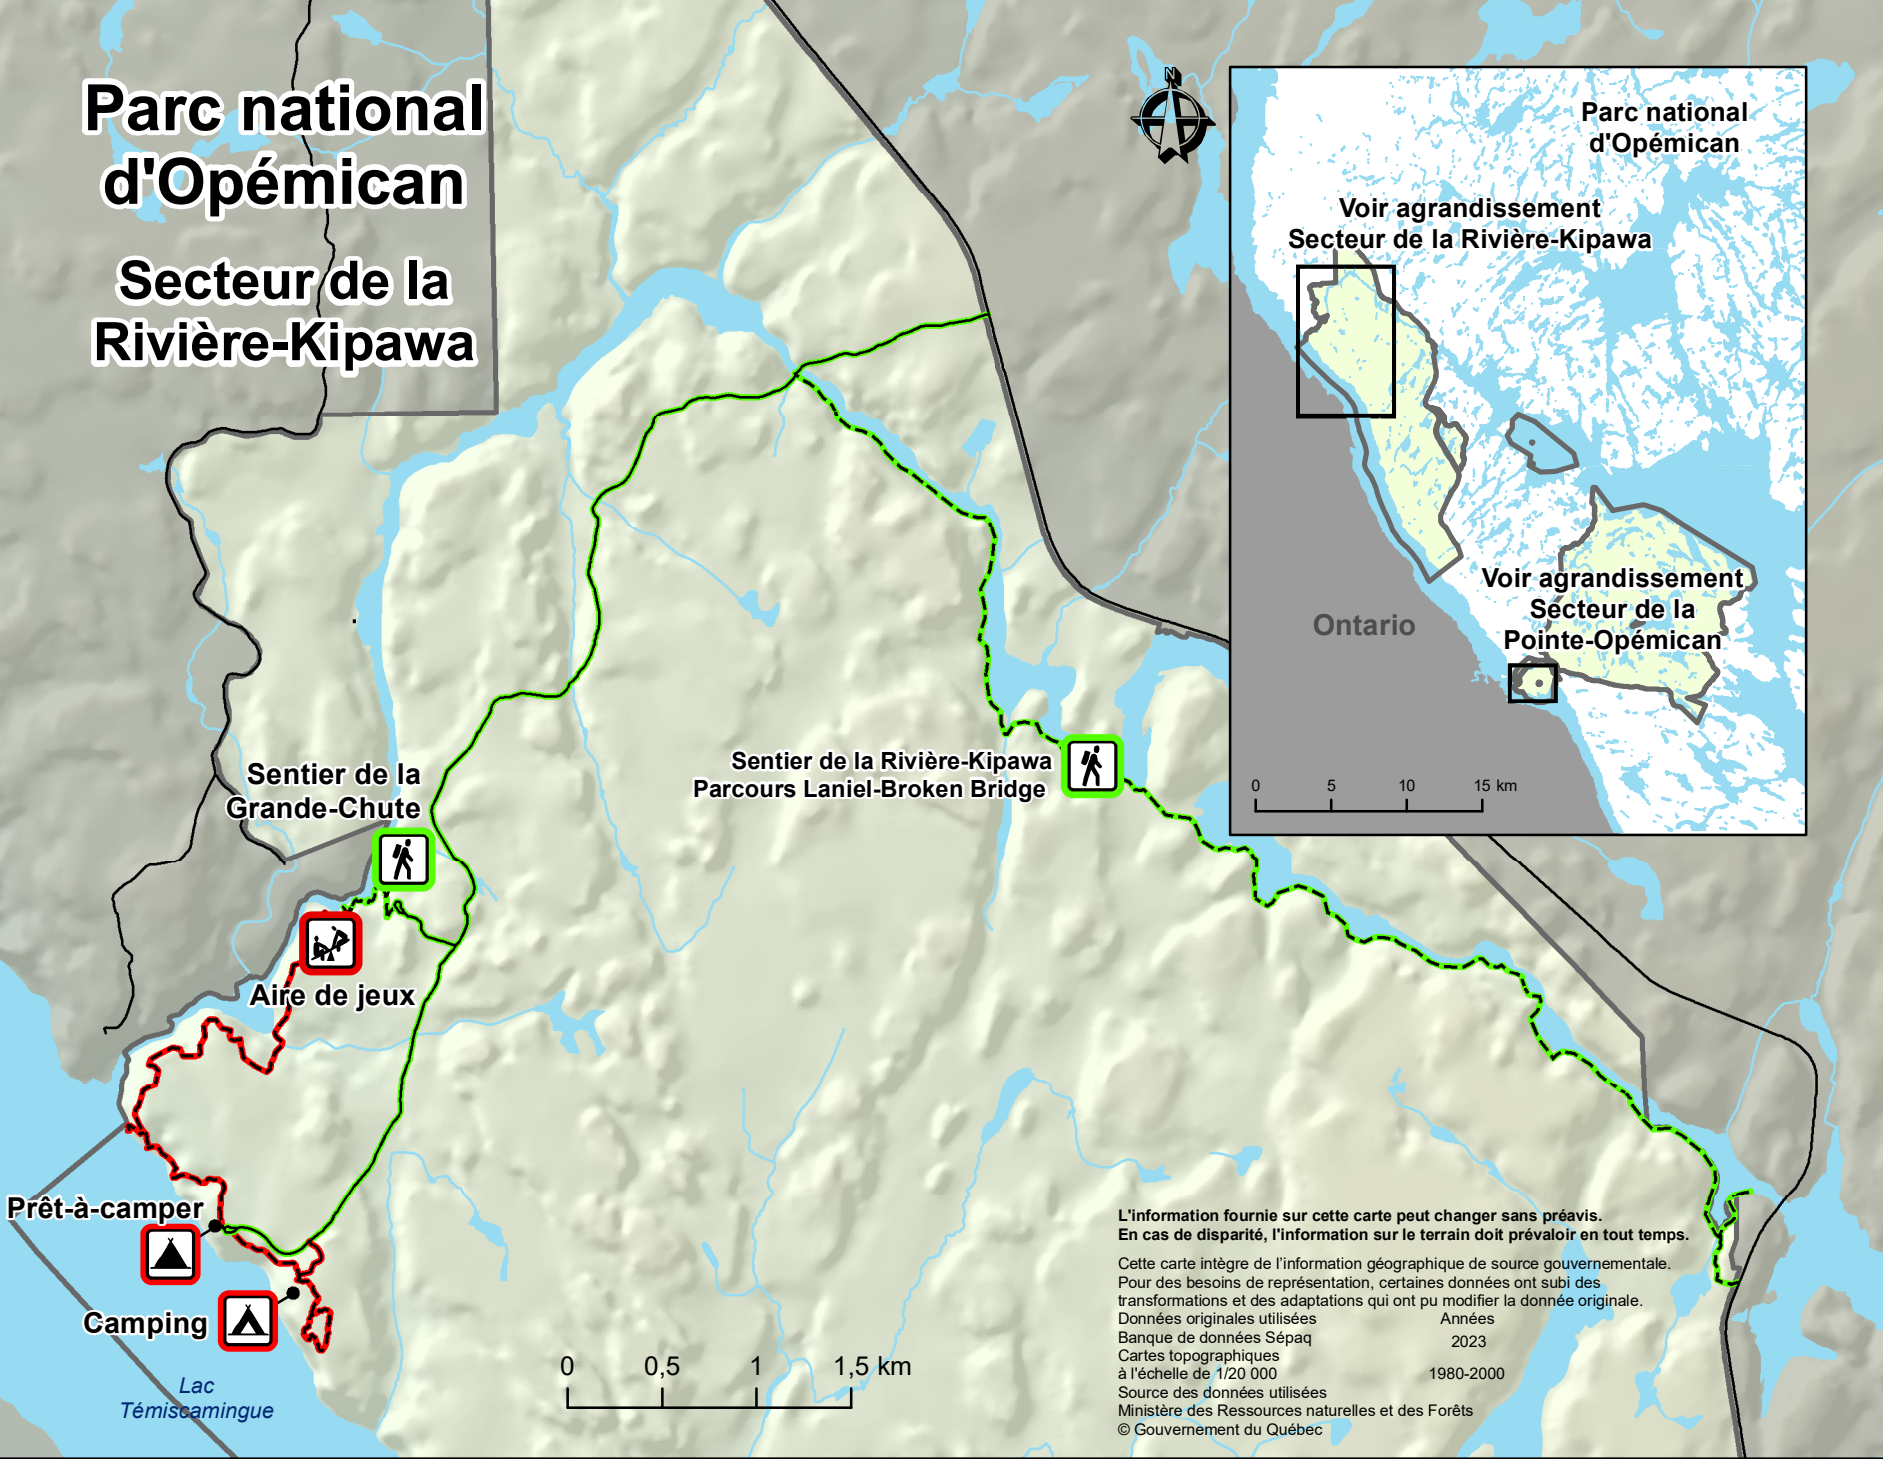 Parc national
d'Opémican
Secteur de la
Rivière-Kipawa
N
Parc national
d'Opémican
Voir agrandissement
Secteur de la Rivière-Kipawa
Voir agrandissement
Secteur de la
Pointe-Opémican
Ontario
0 5 10 15 km
Sentier de la Rivière-Kipawa
Parcours Laniel-Broken Bridge
Sentier de la
Grande-Chute
Aire de jeux
Prêt-à-camper
Camping
Lac
Témiscamingue
0 0,5 1 1,5 km
L'information fournie sur cette carte peut changer sans préavis.
En cas de disparité, l'information sur le terrain doit prévaloir en tout temps.
Cette carte intègre de l'information géographique de source gouvernementale.
Pour des besoins de représentation, certaines données ont subi des
transformations et des adaptations qui ont pu modifier la donnée originale.
Données originales utilisées Années
Banque de données Sépaq 2023
Cartes topographiques
à l'échelle de 1/20 000 1980-2000
Source des données utilisées
Ministère des Ressources naturelles et des Forêts
© Gouvernement du Québec